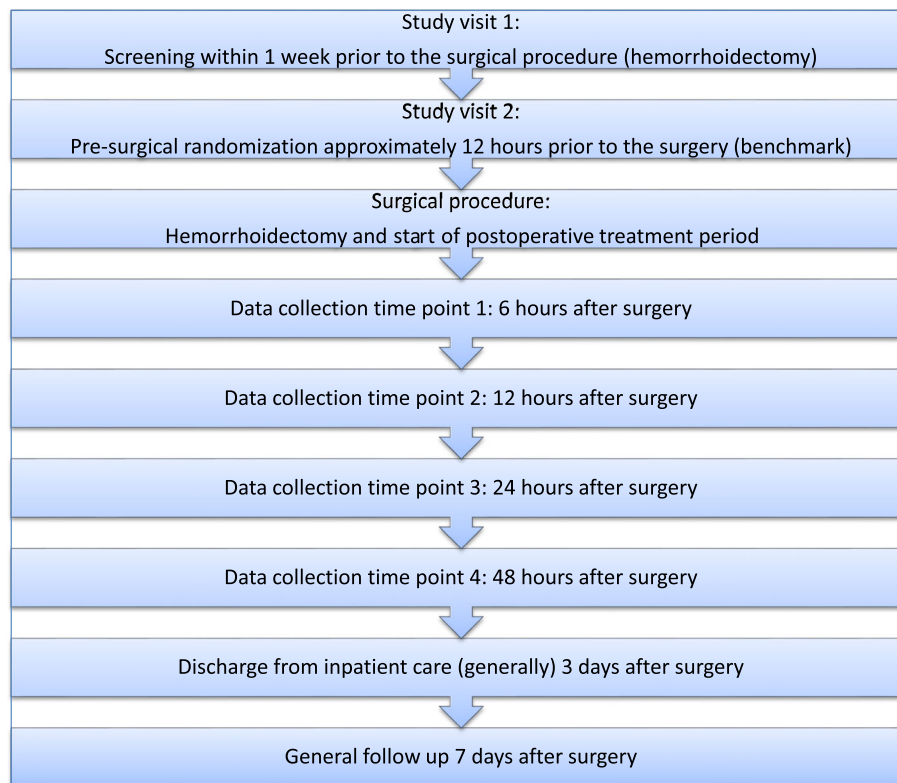 Study visit 1:
Screening within 1 week prior to the surgical procedure (hemorrhoidectomy)
Study visit 2:
Pre-surgical randomization approximately 12 hours prior to the surgery (benchmark)
Surgical procedure:
Hemorrhoidectomy and start of postoperative treatment period
Data collection time point 1: 6 hours after surgery
Data collection time point 2: 12 hours after surgery
Data collection time point 3: 24 hours after surgery
Data collection time point 4: 48 hours after surgery
Discharge from inpatient care (generally) 3 days after surgery
General follow up 7 days after surgery